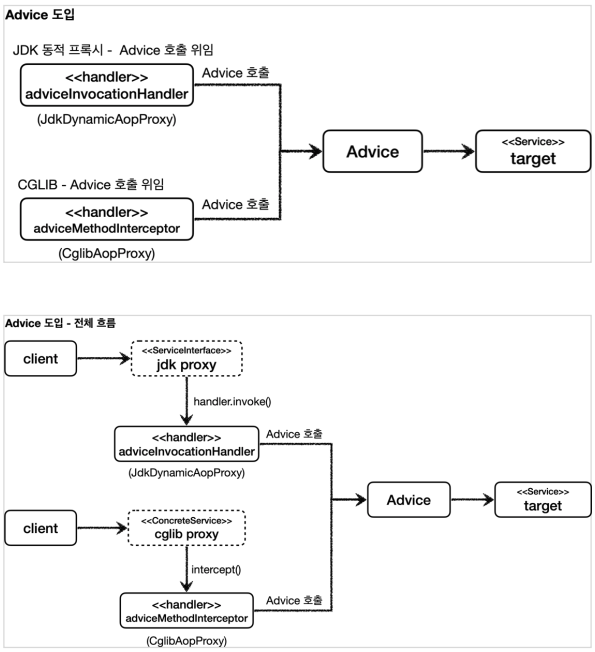 Advice 도입
JDK 동적 프록시 - Advice 호출 위임
<<handler>>
adviceInvocationHandler
(JdkDynamicAopProxy)
Advice 호출
Advice
<<Service>>
target
CGLIB - Advice 호출 위임
<<handler>>
adviceMethodInterceptor
(CglibAopProxy)
Advice 호출
Advice 도입 - 전체 흐름
client
<<ServiceInterface>>
jdk proxy
handler.invoke()
<<handler>>
adviceInvocationHandler
(JdkDynamicAopProxy)
Advice 호출
Advice
<<Service>>
target
client
<<ConcreteService>>
cglib proxy
intercept()
<<handler>>
adviceMethodInterceptor
(CglibAopProxy)
Advice 호출